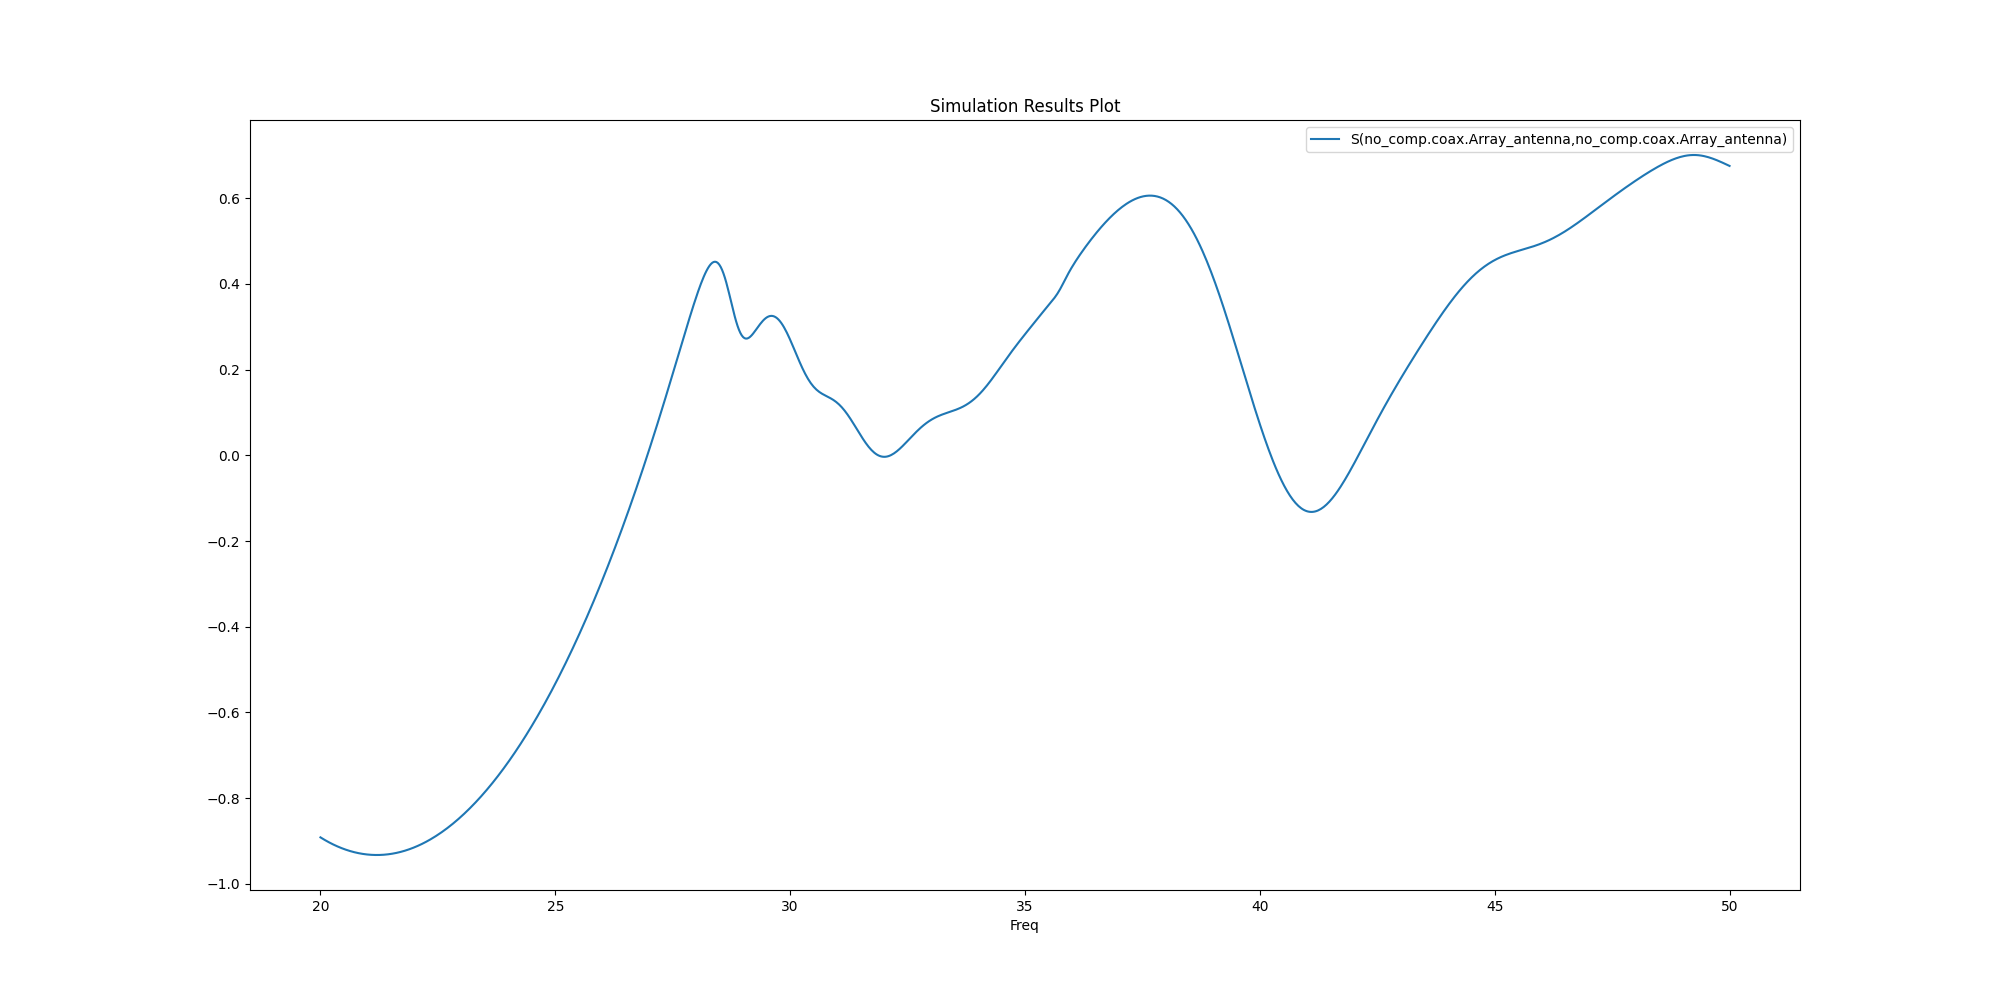 Simulation Results Plot
S(no_comp.coax.Array_antenna,no_comp.coax.Array_antenna)
0.6
0.4
0.2
0.0
−0.2
−0.4
−0.6
−0.8
−1.0
20 25 30 35 40 45 50
Freq